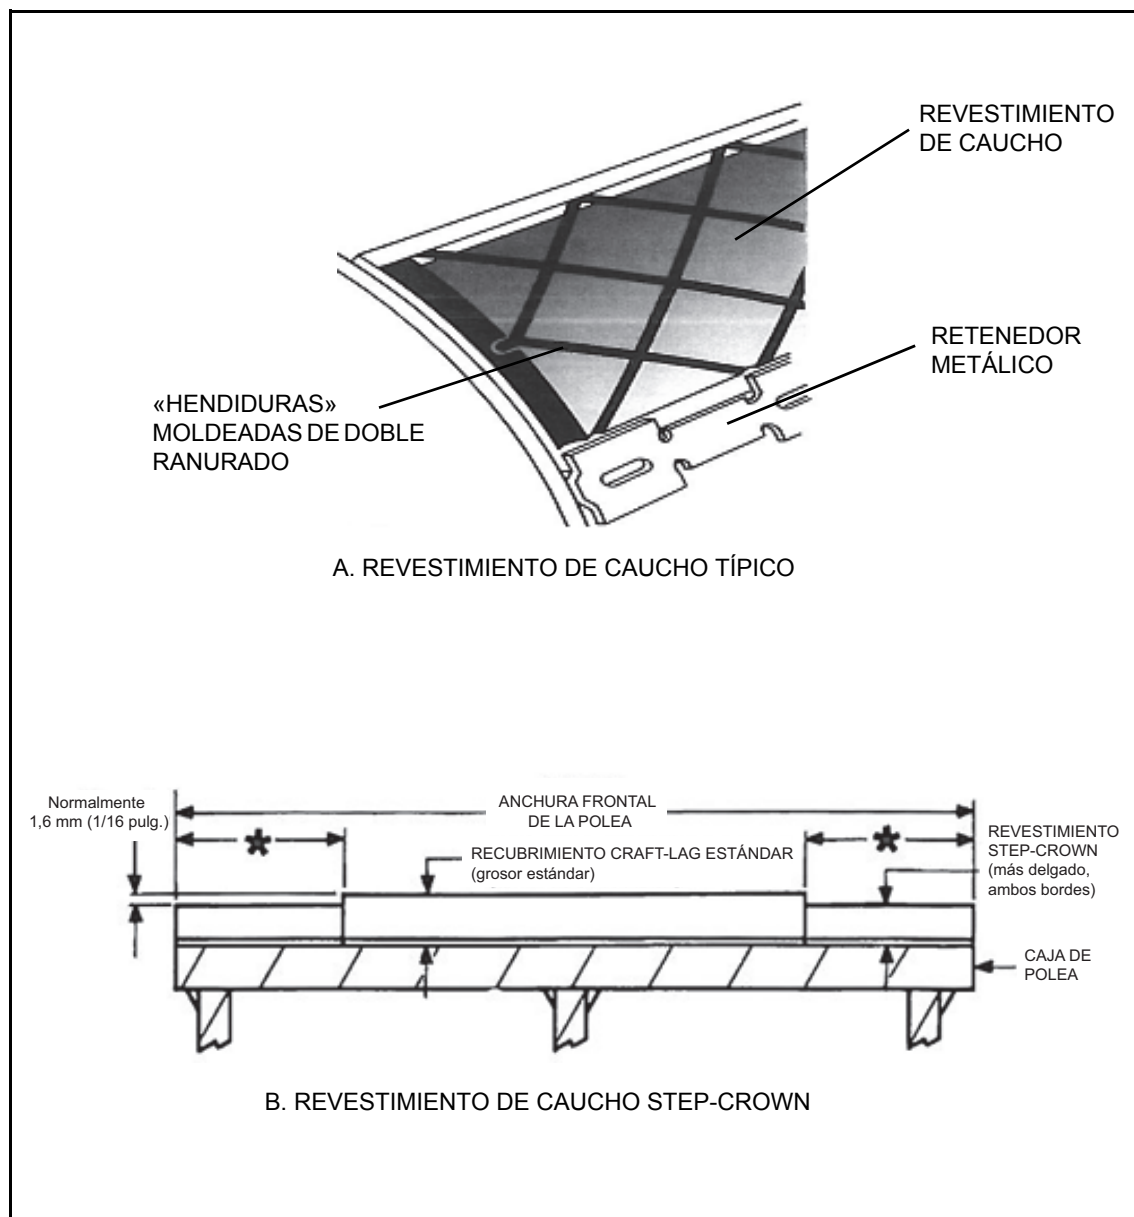 REVESTIMIENTO
DE CAUCHO
RETENEDOR
METÁLICO
«HENDIDURAS»
MOLDEADAS DE DOBLE
RANURADO
A. REVESTIMIENTO DE CAUCHO TÍPICO
Normalmente
1,6 mm (1/16 pulg.)
ANCHURA FRONTAL
DE LA POLEA
*
*
RECUBRIMIENTO CRAFT-LAG ESTÁNDAR
(grosor estándar)
REVESTIMIENTO
STEP-CROWN
(más delgado,
ambos bordes)
CAJA DE
POLEA
B. REVESTIMIENTO DE CAUCHO STEP-CROWN